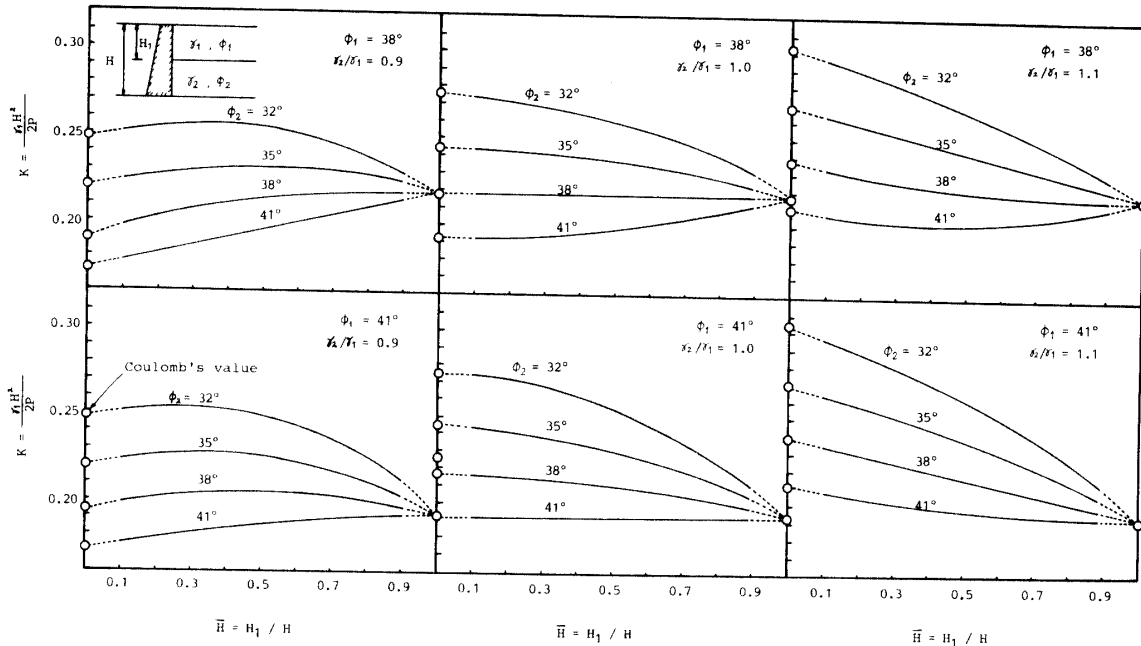 0.30
H
H₁
γ₁ , ϕ₁
γ₂ , ϕ₂
ϕ₁ = 38°
γ₂/γ₁ = 0.9
ϕ₂ = 32°
35°
38°
41°
0.25
0.20
K = γ₁H²/2P
ϕ₁ = 38°
γ₂/γ₁ = 1.0
ϕ₂ = 32°
35°
38°
41°
ϕ₁ = 38°
γ₂/γ₁ = 1.1
ϕ₂ = 32°
35°
38°
41°
0.30
ϕ₁ = 41°
γ₂/γ₁ = 0.9
Coulomb's value
ϕ₂ = 32°
35°
38°
41°
0.25
0.20
K = γ₁H²/2P
ϕ₁ = 41°
γ₂/γ₁ = 1.0
ϕ₂ = 32°
35°
38°
41°
ϕ₁ = 41°
γ₂/γ₁ = 1.1
ϕ₂ = 32°
35°
38°
41°
0.1 0.3 0.5 0.7 0.9
0.1 0.3 0.5 0.7 0.9
0.1 0.3 0.5 0.7 0.9
H̅ = H₁ / H
H̅ = H₁ / H
H̅ = H₁ / H